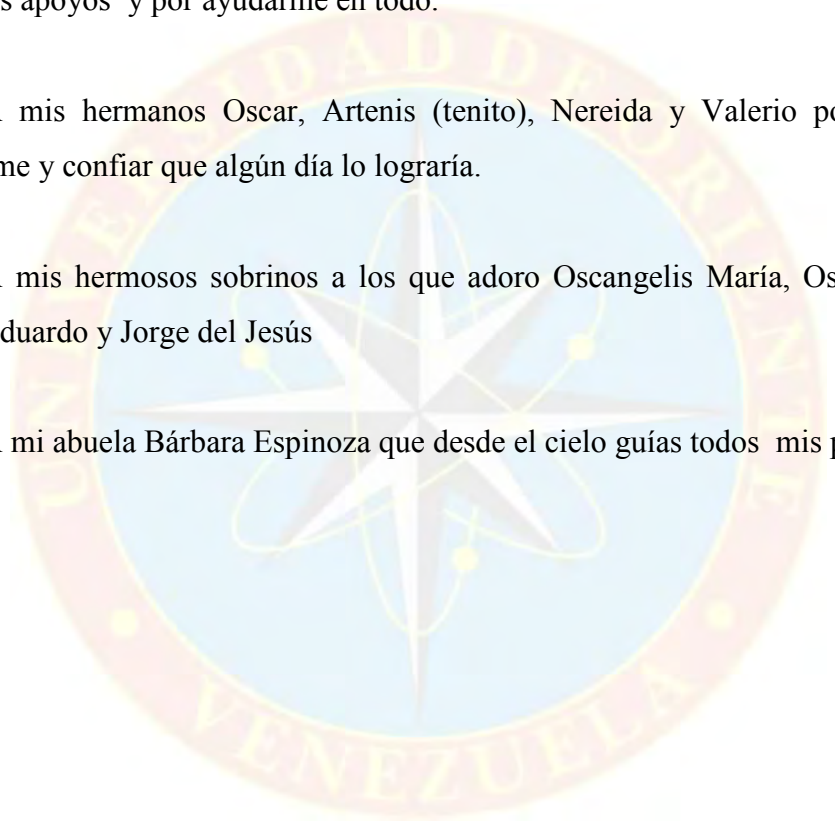 s apoyos y por ayudarme en todo.
mis hermanos Oscar, Artenis (tenito), Nereida y Valerio po
me y confiar que algún día lo lograría.
mis hermosos sobrinos a los que adoro Oscangelis María, Os
duardo y Jorge del Jesús
mi abuela Bárbara Espinoza que desde el cielo guías todos mis p
UNIVERSIDAD DE ORIENTE
VENEZUELA